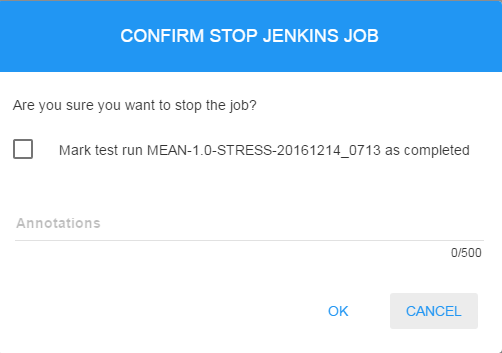 CONFIRM STOP JENKINS JOB
Are you sure you want to stop the job?
Mark test run MEAN-1.0-STRESS-20161214_0713 as completed
Annotations
0/500
OK CANCEL